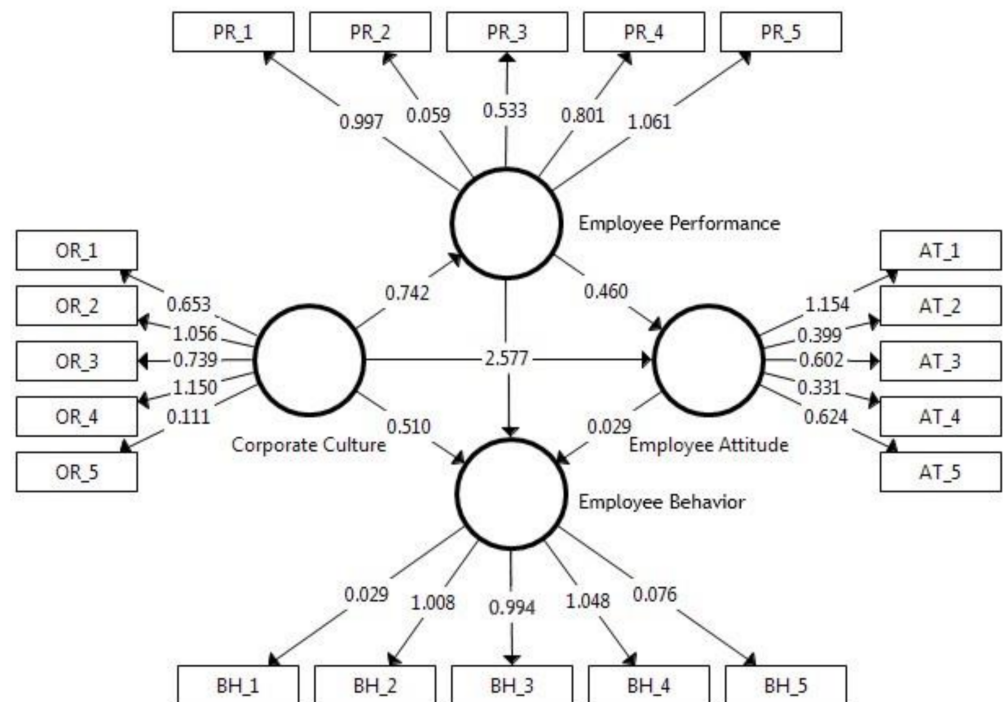 PR_1 PR_2 PR_3 PR_4 PR_5
0.997 0.059 0.533 0.801 1.061
Employee Performance
OR_1
OR_2
OR_3
OR_4
OR_5
0.653
1.056
0.739
1.150
0.111
0.742
0.460
2.577
0.510
0.029
Corporate Culture
Employee Attitude
AT_1
AT_2
AT_3
AT_4
AT_5
1.154
0.399
0.602
0.331
0.624
Employee Behavior
0.029 1.008 0.994 1.048 0.076
BH_1 BH_2 BH_3 BH_4 BH_5